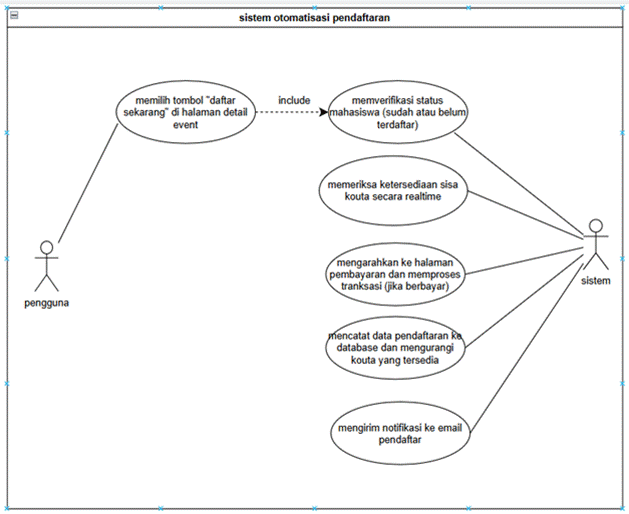 sistem otomatisasi pendaftaran
memilih tombol "daftar
sekarang" di halaman detail
event
include
memverifikasi status
mahasiswa (sudah atau belum
terdaftar)
memeriksa ketersediaan sisa
kouta secara realtime
mengarahkan ke halaman
pembayaran dan memproses
tranksasi (jika berbayar)
mencatat data pendaftaran ke
database dan mengurangi
kouta yang tersedia
mengirim notifikasi ke email
pendaftar
pengguna
sistem